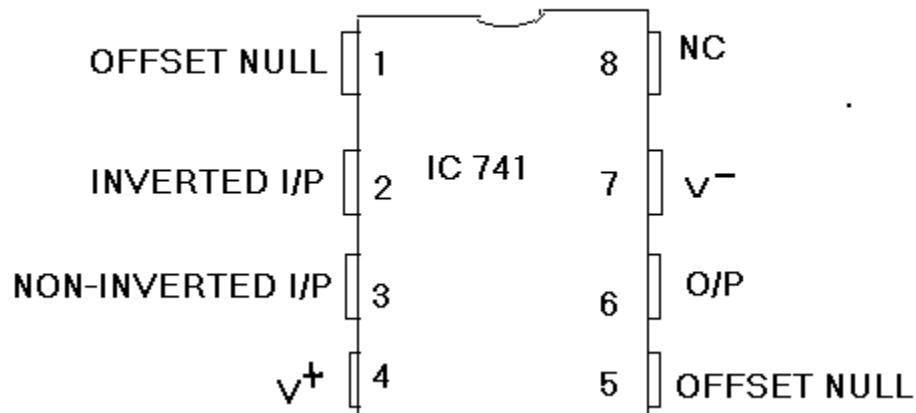 OFFSET NULL 1 8 NC
INVERTED I/P 2 IC 741 7 V−
NON-INVERTED I/P 3 6 O/P
V+ 4 5 OFFSET NULL